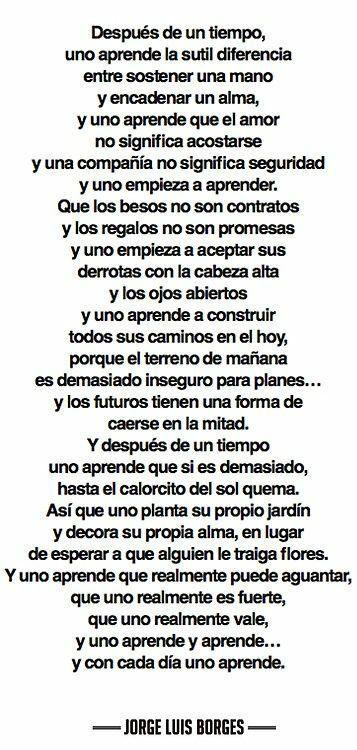 Después de un tiempo,
uno aprende la sutil diferencia
entre sostener una mano
y encadenar un alma,
y uno aprende que el amor
no significa acostarse
y una compañía no significa seguridad
y uno empieza a aprender.
Que los besos no son contratos
y los regalos no son promesas
y uno empieza a aceptar sus
derrotas con la cabeza alta
y los ojos abiertos
y uno aprende a construir
todos sus caminos en el hoy,
porque el terreno de mañana
es demasiado inseguro para planes…
y los futuros tienen una forma de
caerse en la mitad.
Y después de un tiempo
uno aprende que si es demasiado,
hasta el calorcito del sol quema.
Así que uno planta su propio jardín
y decora su propia alma, en lugar
de esperar a que alguien le traiga flores.
Y uno aprende que realmente puede aguantar,
que uno realmente es fuerte,
que uno realmente vale,
y uno aprende y aprende…
y con cada día uno aprende.
JORGE LUIS BORGES